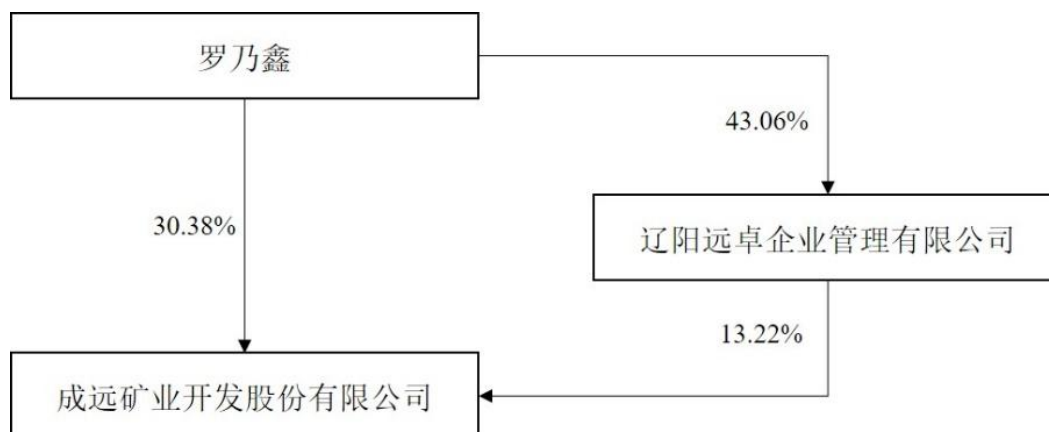 罗乃鑫
43.06%
30.38%
辽阳远卓企业管理有限公司
13.22%
成远矿业开发股份有限公司